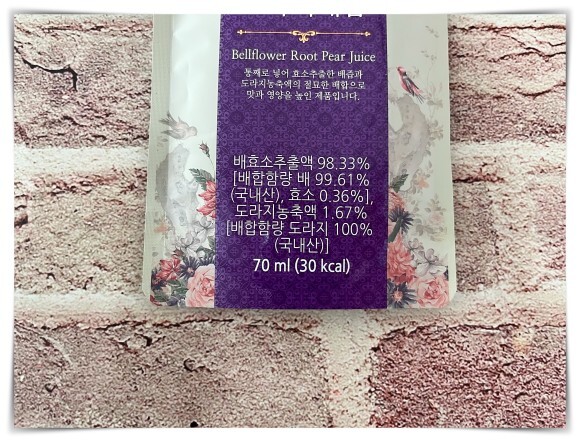 Bellflower Root Pear Juice
통째로 넣어 효소추출한 배즙과
도라지농축액의 절묘한 배합으로
맛과 영양을 높인 제품입니다.
배효소추출액 98.33%
[배합함량 배 99.61%
(국내산), 효소 0.36%],
도라지농축액 1.67%
[배합함량 도라지 100%
(국내산)]
70 ml (30 kcal)